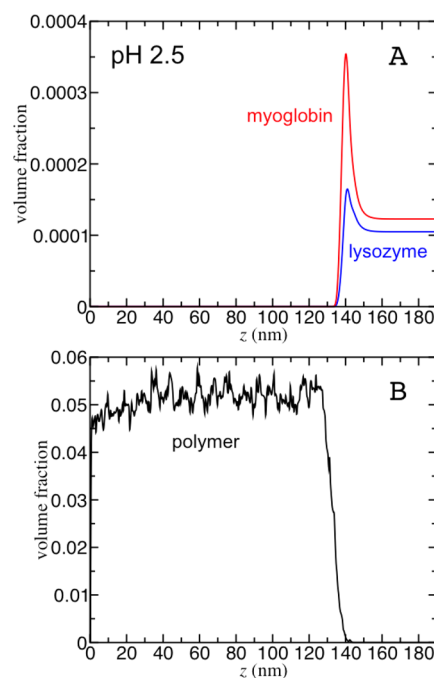 0.0004
pH 2.5
A
0.0003
myoglobin
volume fraction
0.0002
0.0001
lysozyme
0
0 20 40 60 80 100 120 140 160 180
z (nm)
0.06
B
0.05
polymer
0.04
volume fraction
0.03
0.02
0.01
0
0 20 40 60 80 100 120 140 160 180
z (nm)